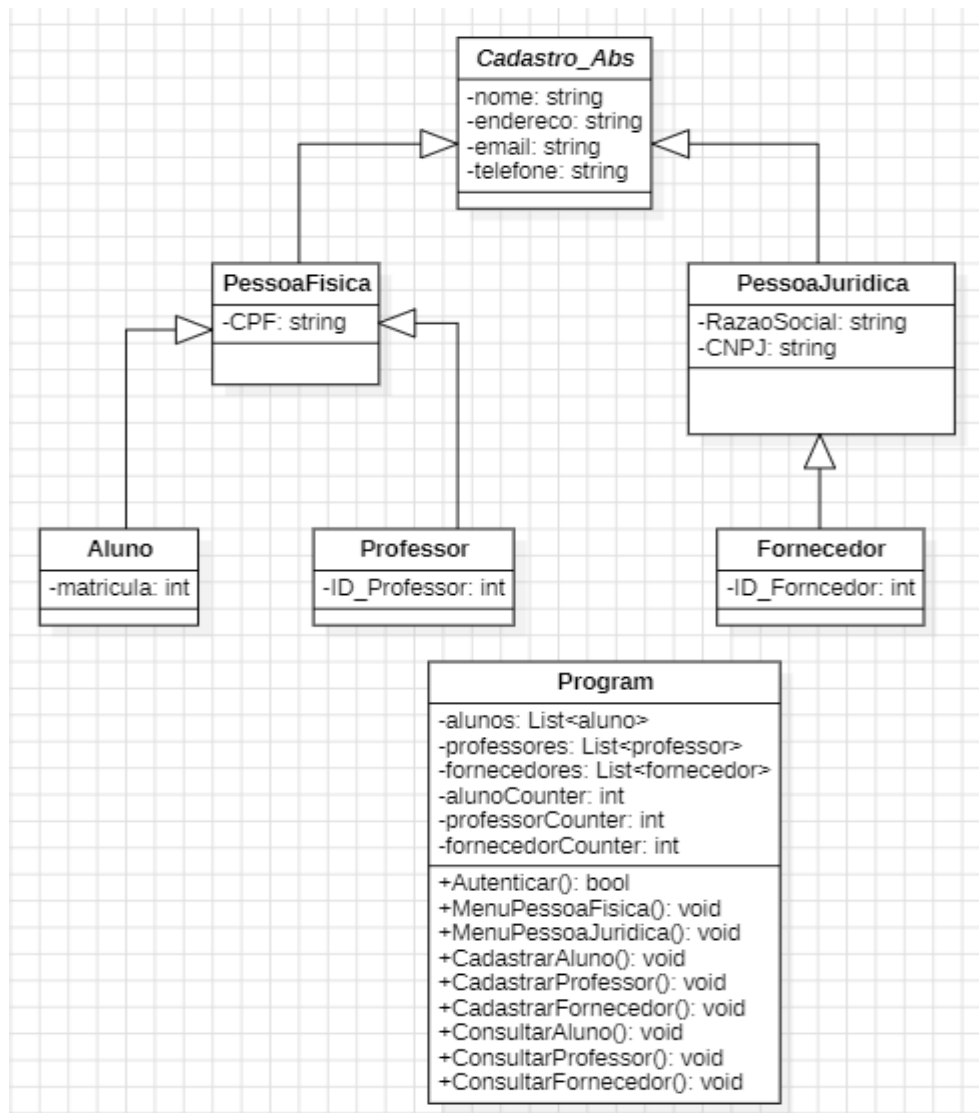 Cadastro_Abs
-nome: string
-endereco: string
-email: string
-telefone: string
PessoaFisica
-CPF: string
PessoaJuridica
-RazaoSocial: string
-CNPJ: string
Aluno
-matricula: int
Professor
-ID_Professor: int
Fornecedor
-ID_Forncedor: int
Program
-alunos: List<aluno>
-professores: List<professor>
-fornecedores: List<fornecedor>
-alunoCounter: int
-professorCounter: int
-fornecedorCounter: int
+Autenticar(): bool
+MenuPessoaFisica(): void
+MenuPessoaJuridica(): void
+CadastrarAluno(): void
+CadastrarProfessor(): void
+CadastrarFornecedor(): void
+ConsultarAluno(): void
+ConsultarProfessor(): void
+ConsultarFornecedor(): void